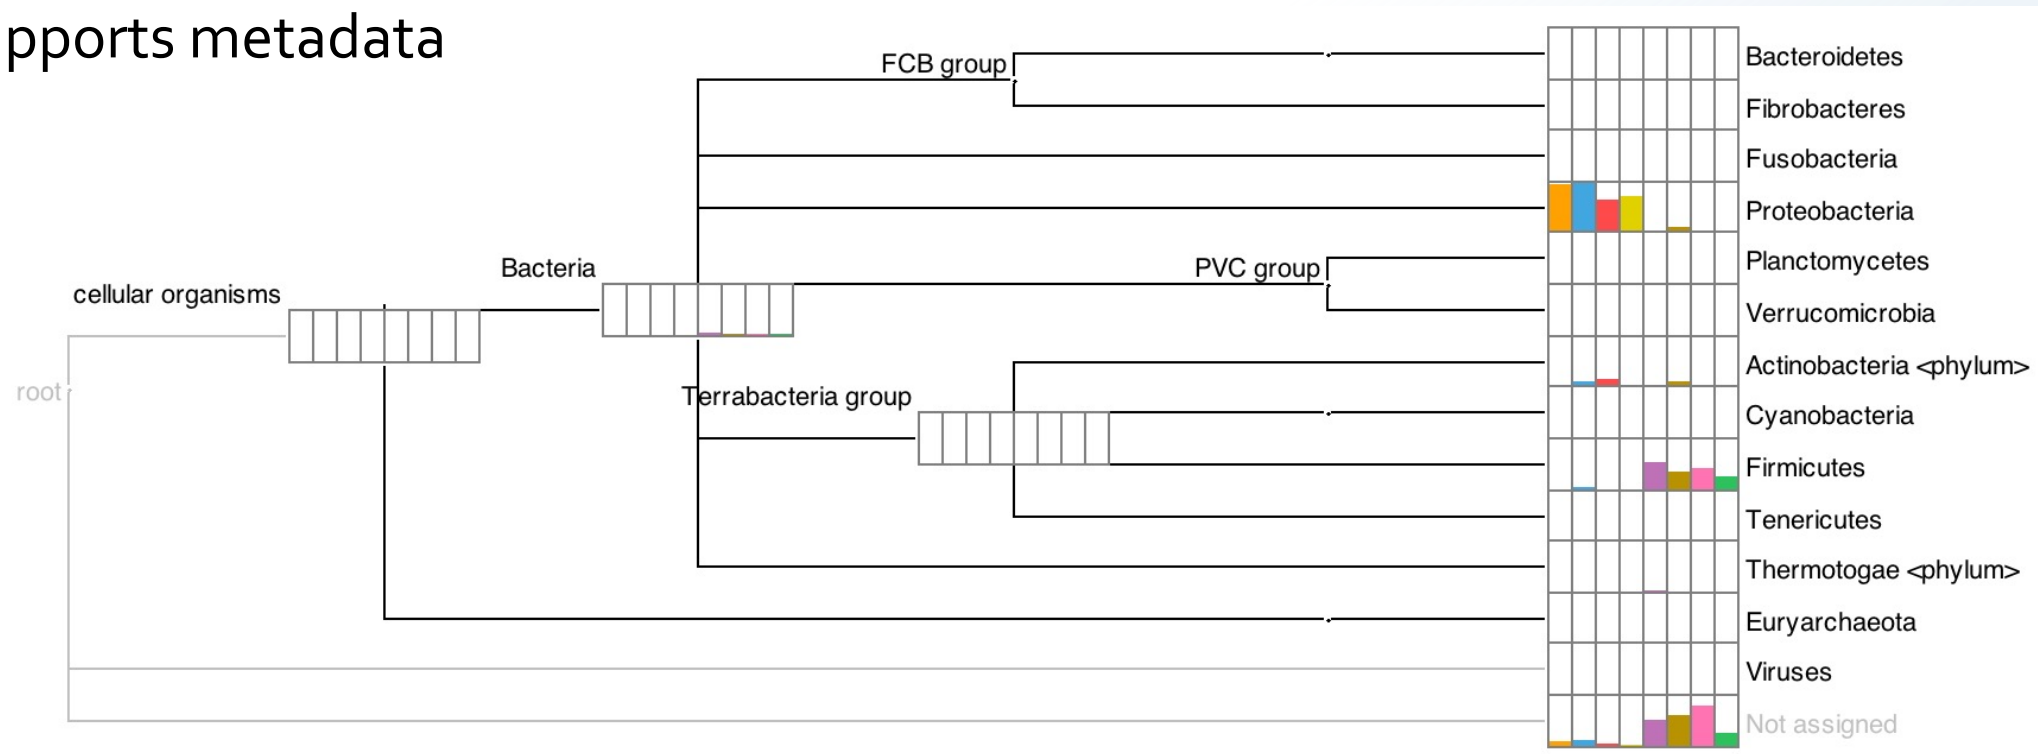 pports metadata
FCB group
Bacteroidetes
Fibrobacteres
Fusobacteria
Proteobacteria
Bacteria
PVC group
Planctomycetes
cellular organisms
Verrucomicrobia
Actinobacteria <phylum>
root
Terrabacteria group
Cyanobacteria
Firmicutes
Tenericutes
Thermotogae <phylum>
Euryarchaeota
Viruses
Not assigned